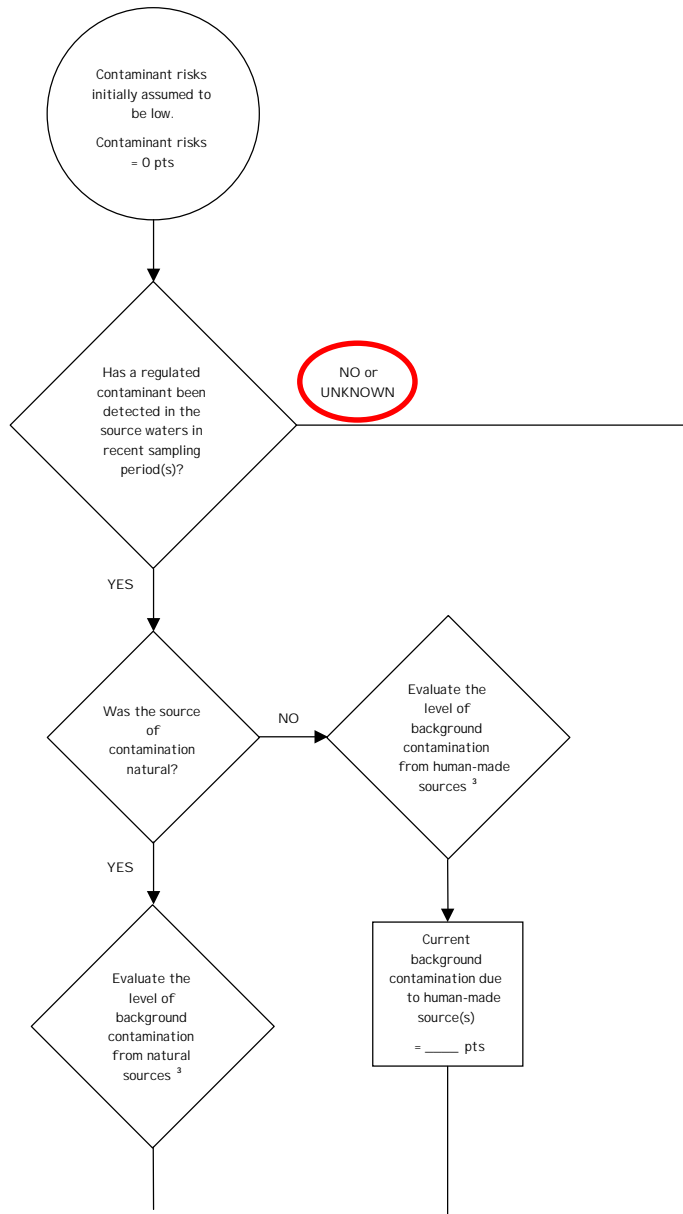 Contaminant risks
initially assumed to
be low.
Contaminant risks
= 0 pts
Has a regulated
contaminant been
detected in the
source waters in
recent sampling
period(s)?
NO or
UNKNOWN
YES
Was the source
of
contamination
natural?
NO
Evaluate the
level of
background
contamination
from human-made
sources ³
YES
Evaluate the
level of
background
contamination
from natural
sources ³
Current
background
contamination due
to human-made
source(s)
= _____ pts